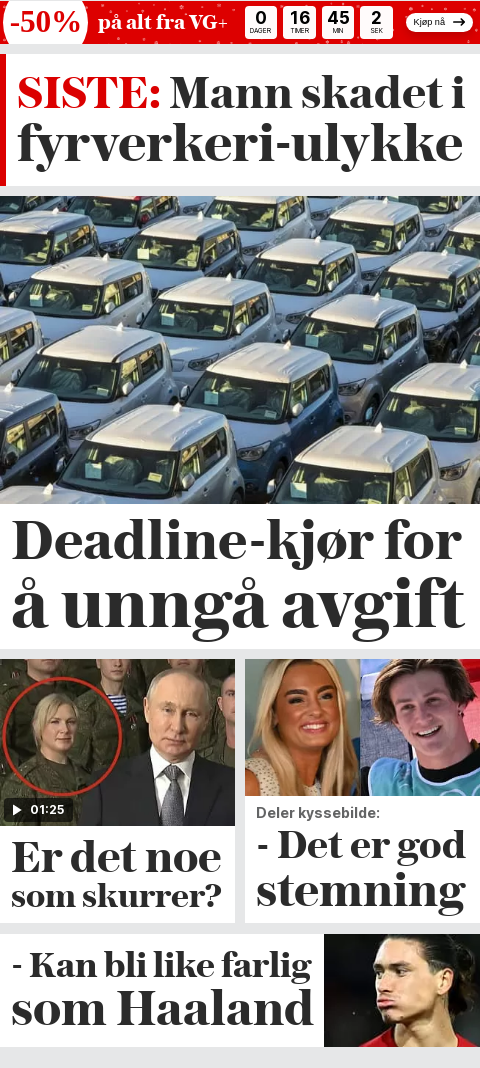 -50% på alt fra VG+
0 16 45 2
DAGER TIMER MIN SEK
Kjøp nå →
SISTE: Mann skadet i
fyrverkeri-ulykke
Deadline-kjør for
å unngå avgift
01:25
Er det noe
som skurrer?
Deler kyssebilde:
- Det er god
stemning
- Kan bli like farlig
som Haaland